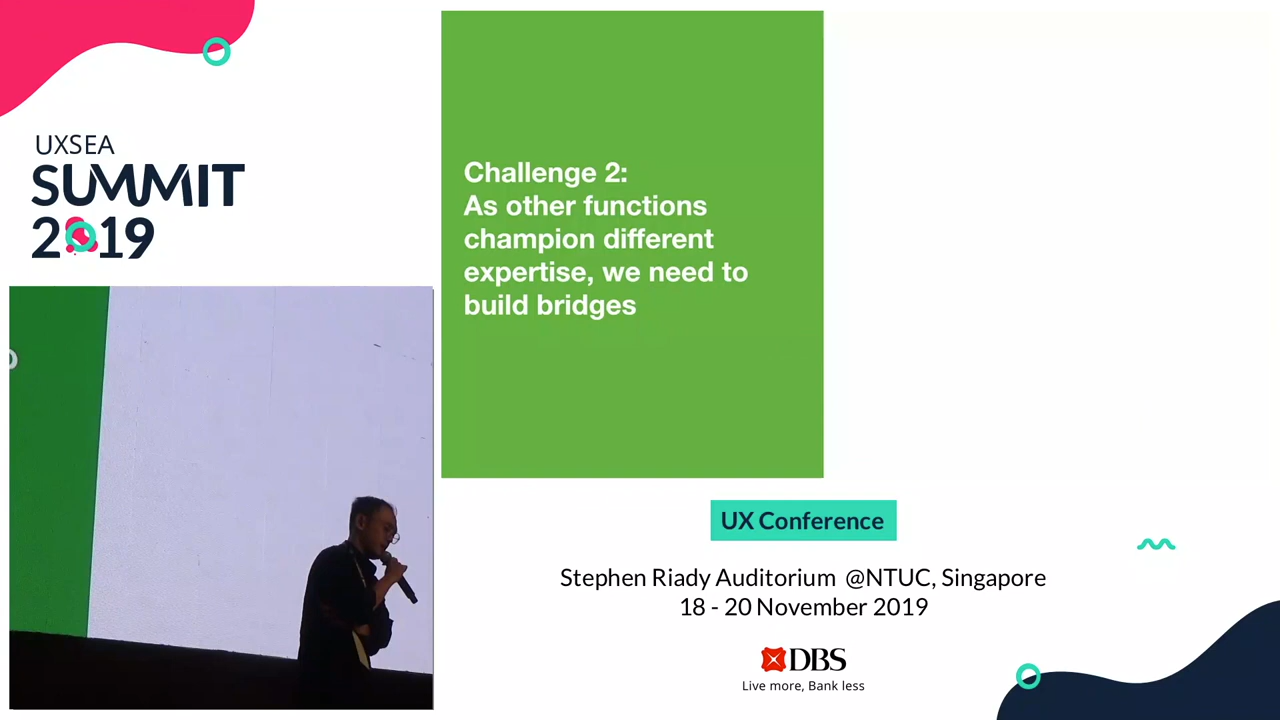 UXSEA
SUMMIT
2019
Challenge 2:
As other functions
champion different
expertise, we need to
build bridges
UX Conference
Stephen Riady Auditorium @NTUC, Singapore
18 - 20 November 2019
DBS
Live more, Bank less